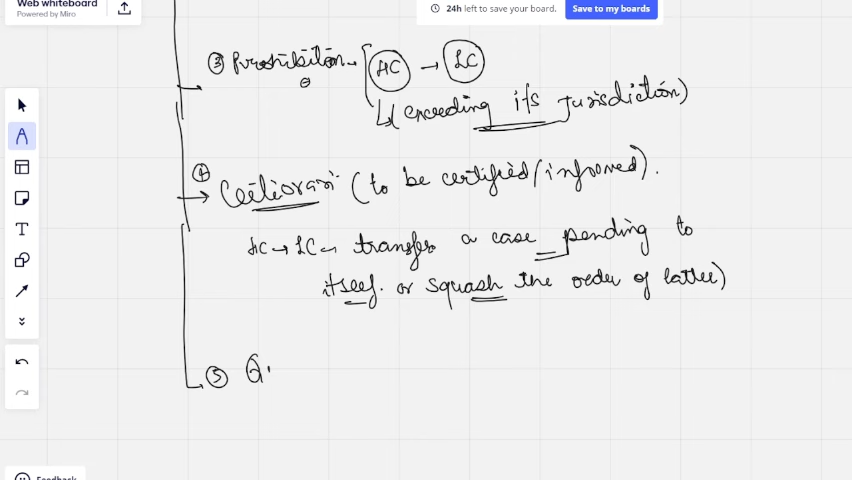 Web whiteboard
Powered by Miro
24h left to save your board.
Save to my boards
③ Prohibition - HC → LC
exceeding its Jurisdiction)
④ Certiorari (to be certified/informed).
HC → LC - transfer a case pending to
itself. or squash the order of latter)
⑤ Q
T
Feedback